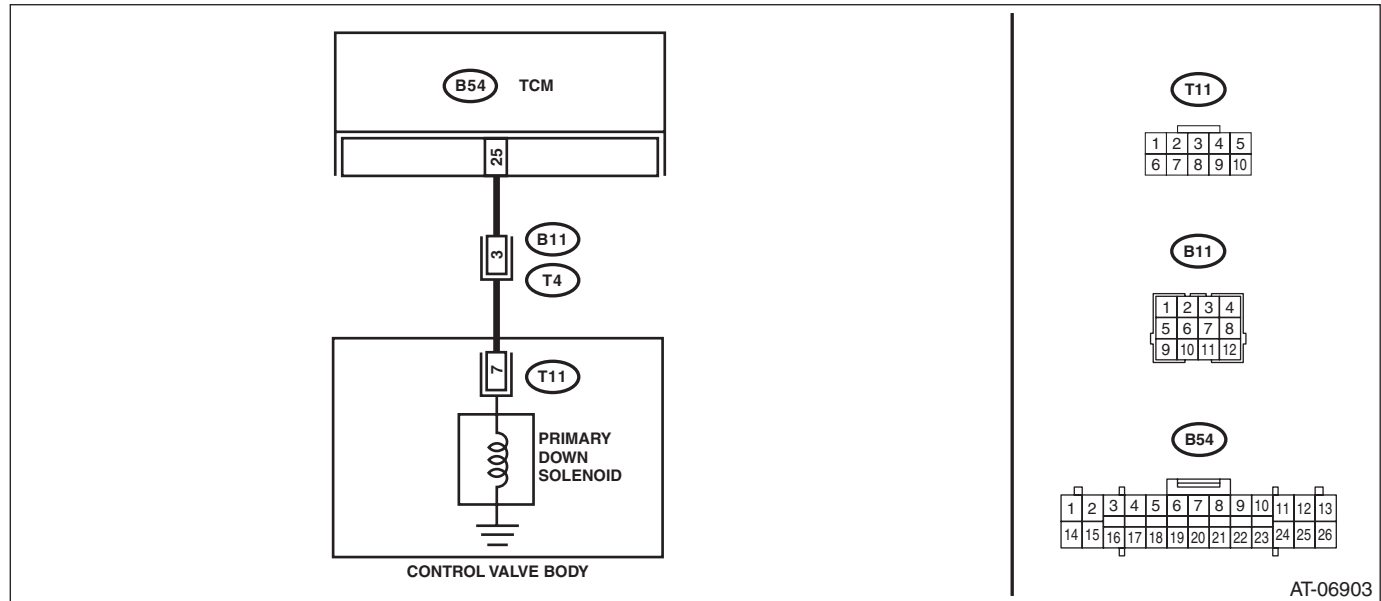 B54 TCM
25
3
B11
T4
7
T11
PRIMARY
DOWN
SOLENOID
CONTROL VALVE BODY
T11
1 2 3 4 5
6 7 8 9 10
B11
1 2 3 4
5 6 7 8
9 10 11 12
B54
1 2 3 4 5 6 7 8 9 10 11 12 13
14 15 16 17 18 19 20 21 22 23 24 25 26
AT-06903